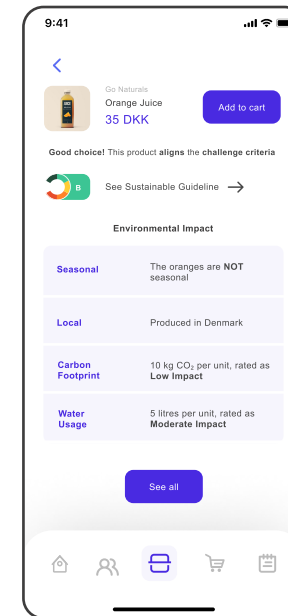 9:41
Go Naturals
Orange Juice
35 DKK
Add to cart
Good choice! This product aligns the challenge criteria
B
See Sustainable Guideline
Environmental Impact
Seasonal
The oranges are NOT
seasonal
Local
Produced in Denmark
Carbon
Footprint
10 kg CO₂ per unit, rated as
Low Impact
Water
Usage
5 litres per unit, rated as
Moderate Impact
See all